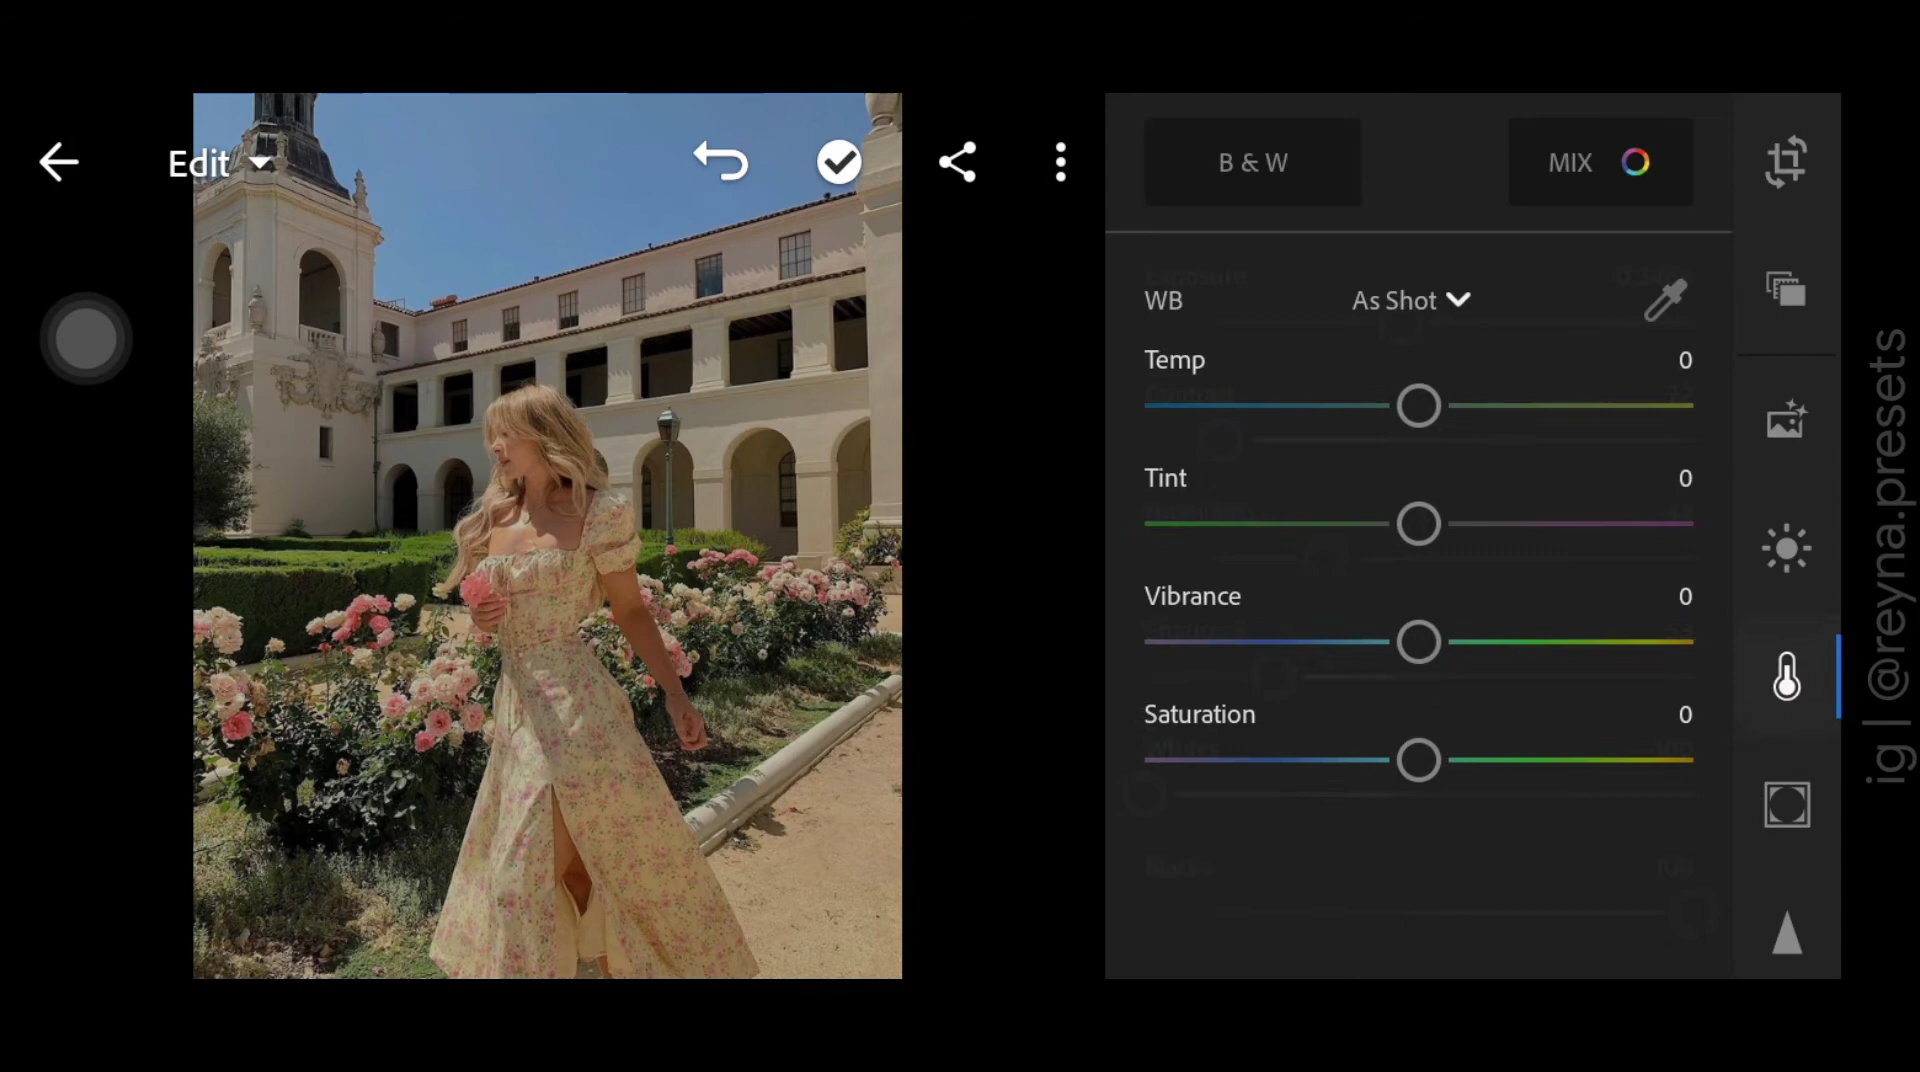 Edit
B & W
MIX
WB
As Shot
Temp
0
Tint
0
Vibrance
0
Saturation
0
ig | @reyna.presets